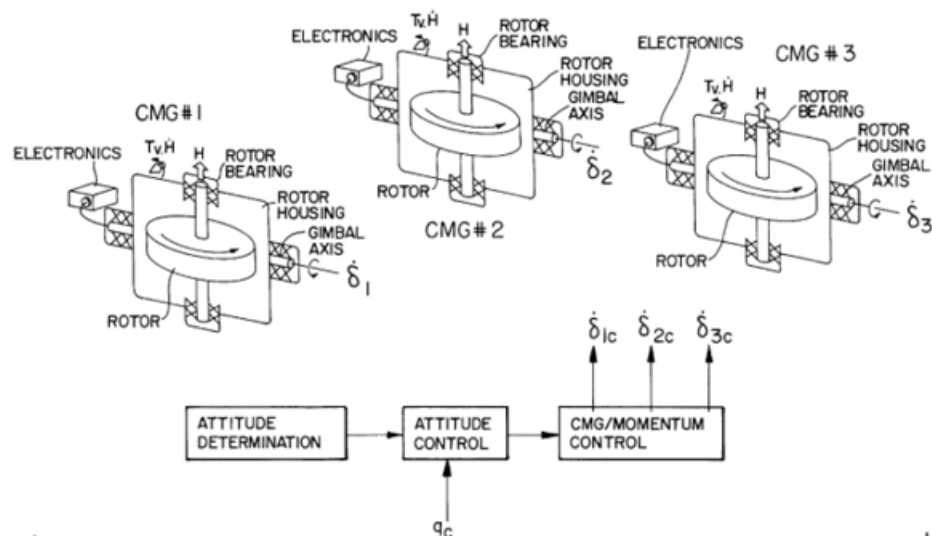 CMG#1
ELECTRONICS
Tv.Ḣ
H
ROTOR
BEARING
ROTOR
HOUSING
GIMBAL
AXIS
δ̇1
ROTOR
ELECTRONICS
Tv.Ḣ
H
ROTOR
BEARING
ROTOR
HOUSING
GIMBAL
AXIS
δ̇2
ROTOR
CMG#2
CMG#3
ELECTRONICS
Tv.Ḣ
H
ROTOR
BEARING
ROTOR
HOUSING
GIMBAL
AXIS
δ̇3
ROTOR
δ̇1c δ̇2c δ̇3c
ATTITUDE
DETERMINATION
ATTITUDE
CONTROL
CMG/MOMENTUM
CONTROL
qc